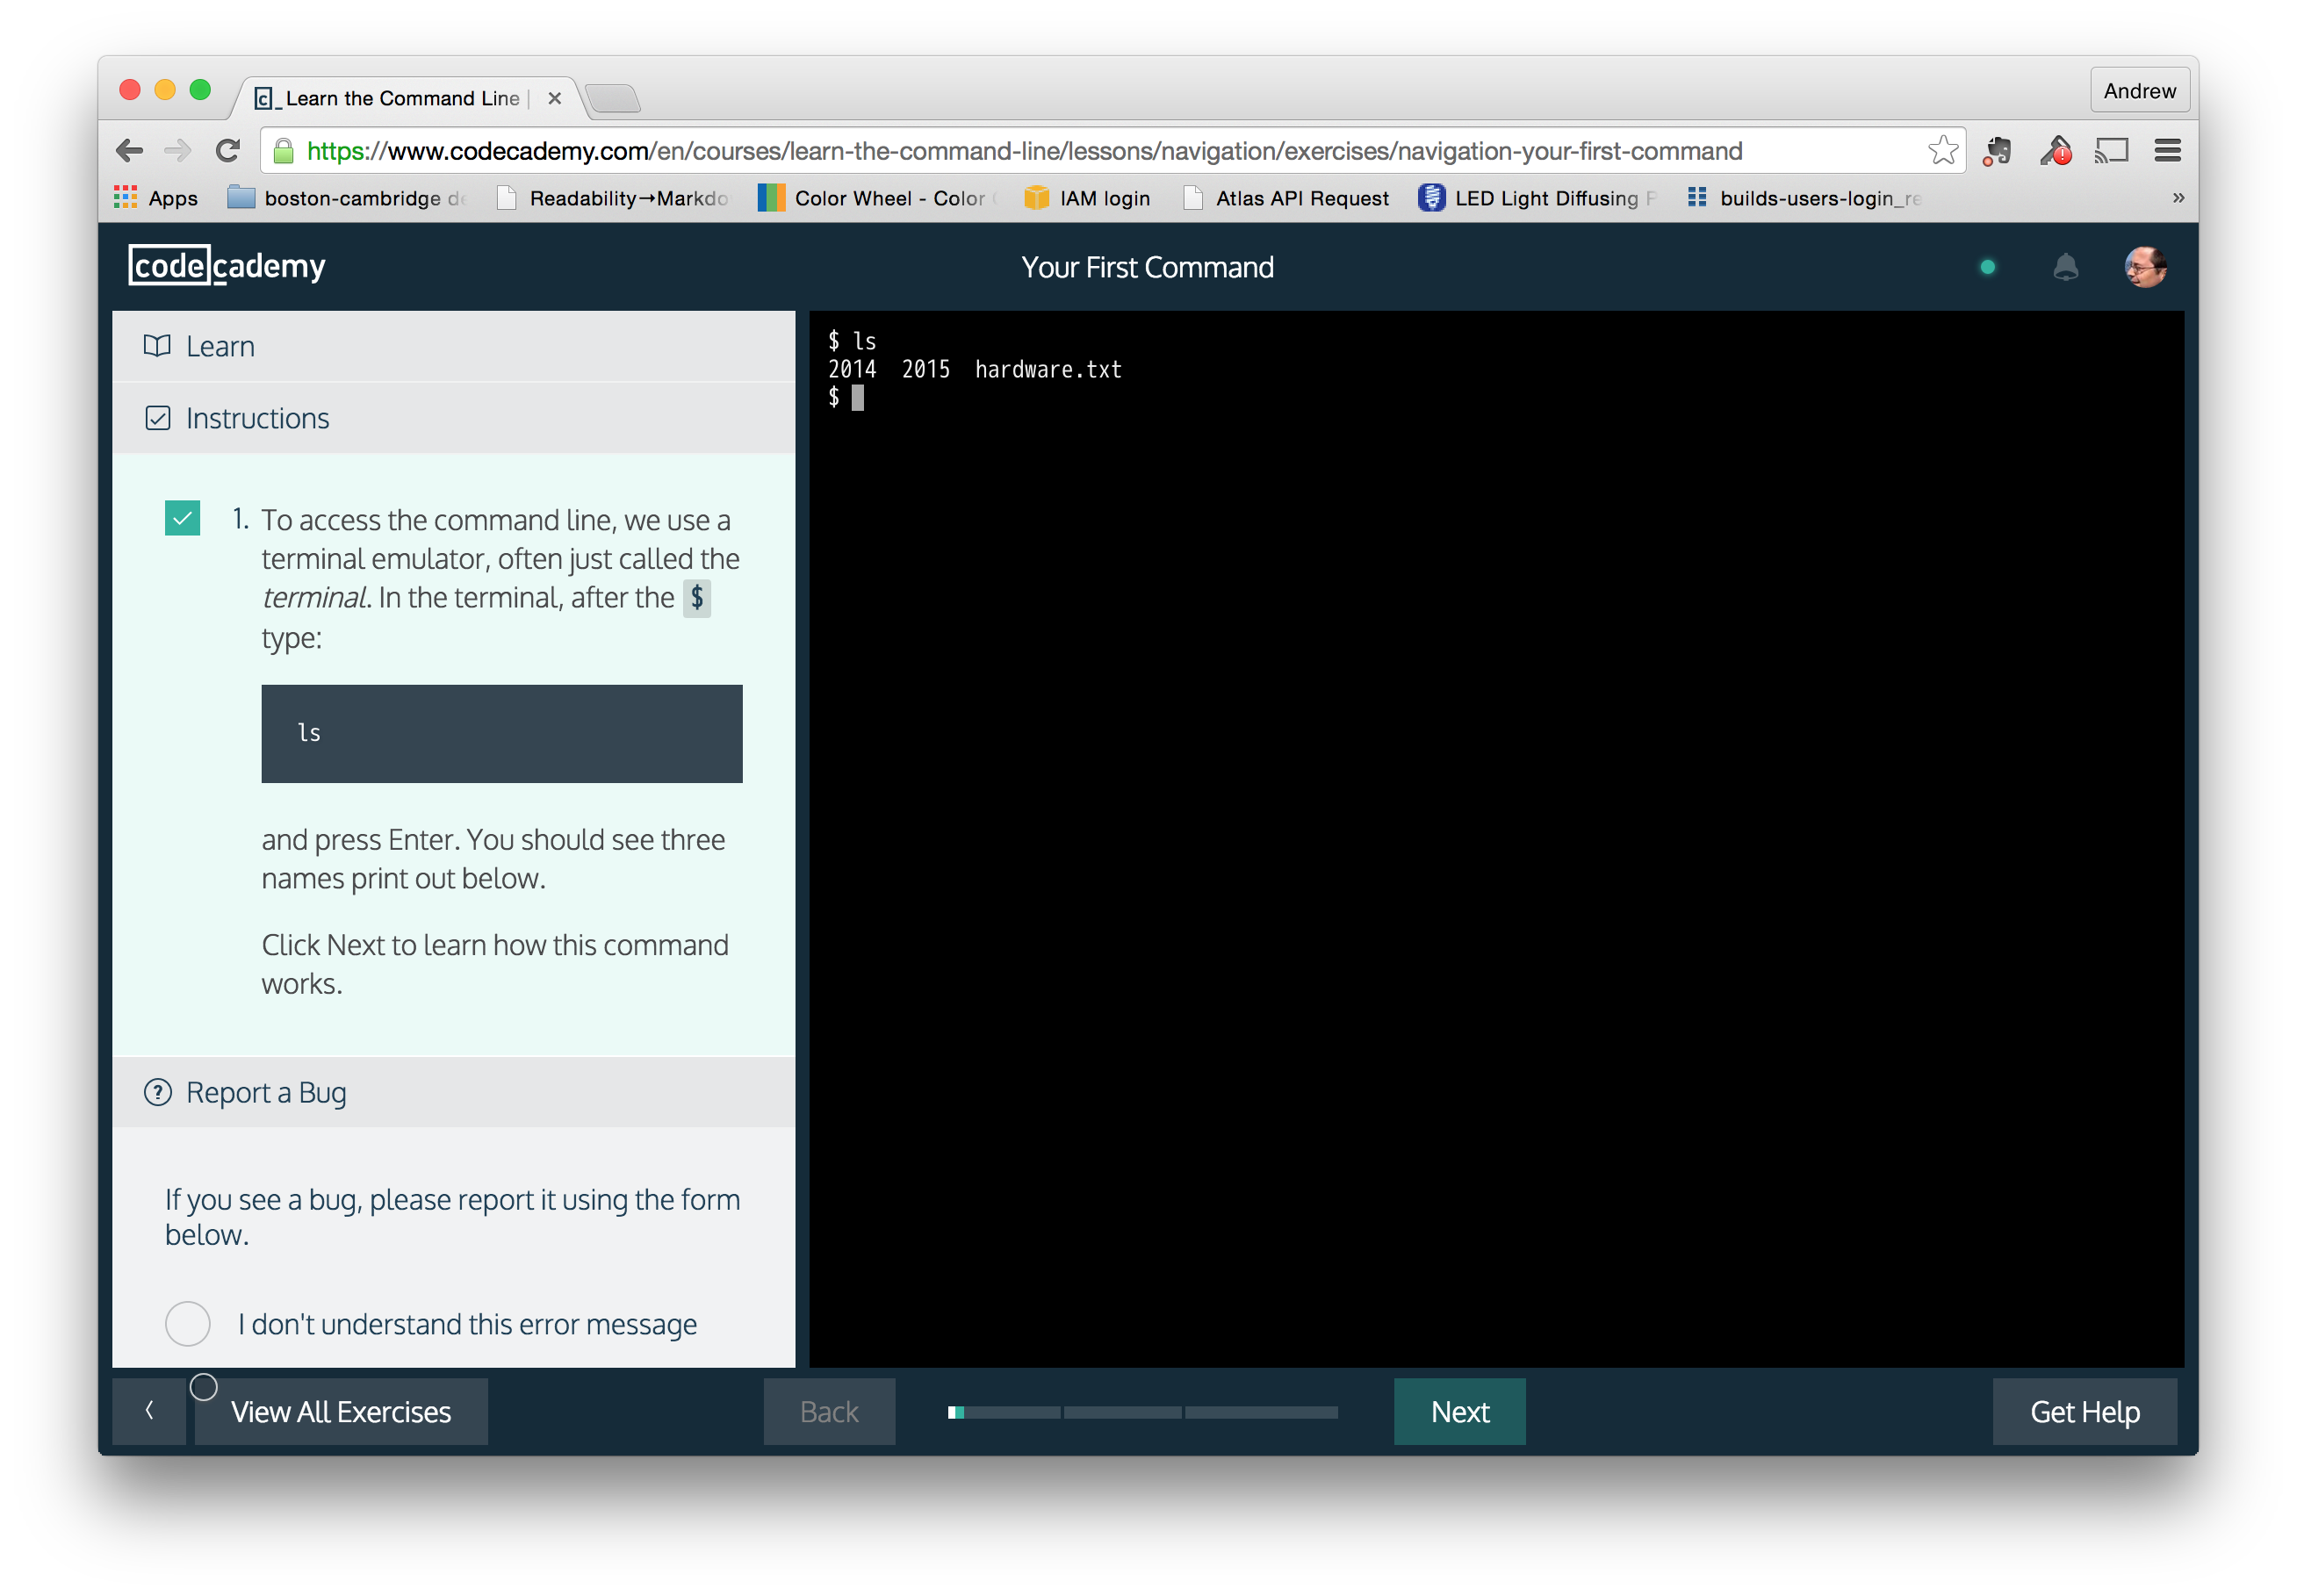 c_ Learn the Command Line
Andrew
https://www.codecademy.com/en/courses/learn-the-command-line/lessons/navigation/exercises/navigation-your-first-command
Apps boston-cambridge Readability→Markdo Color Wheel - Color IAM login Atlas API Request LED Light Diffusing builds-users-login_re »
codecademy
Your First Command
Learn
Instructions
1. To access the command line, we use a
terminal emulator, often just called the
terminal. In the terminal, after the $
type:
ls
and press Enter. You should see three
names print out below.
Click Next to learn how this command
works.
? Report a Bug
If you see a bug, please report it using the form
below.
I don't understand this error message
$ ls
2014 2015 hardware.txt
$
View All Exercises
Back
Next
Get Help